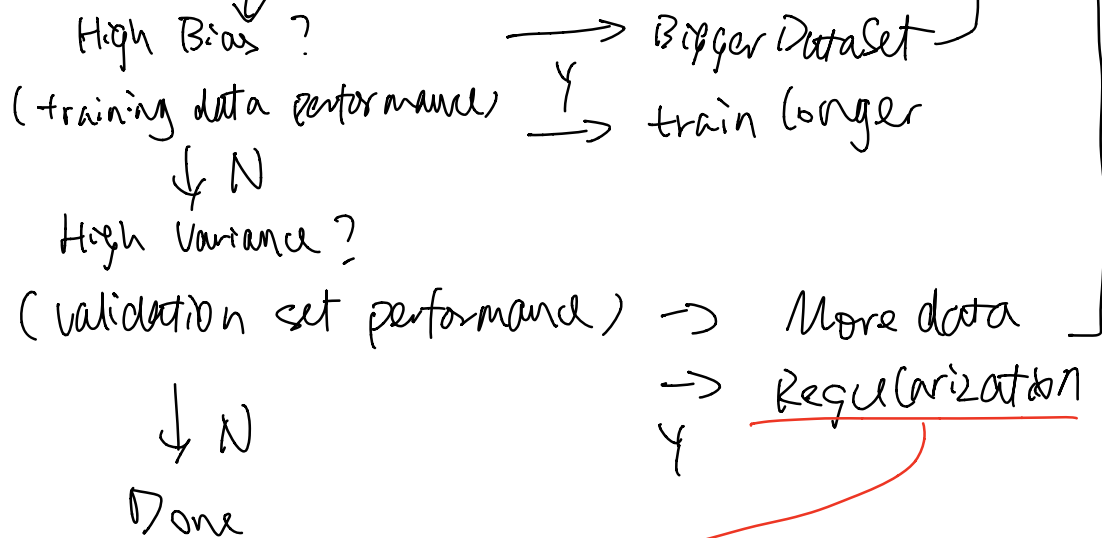 High Bias ? → Bigger DataSet
(training data performance) Y → train longer
↓ N
High Variance ?
(validation set performance) → More data
→ Regularization
↓ N Y
Done